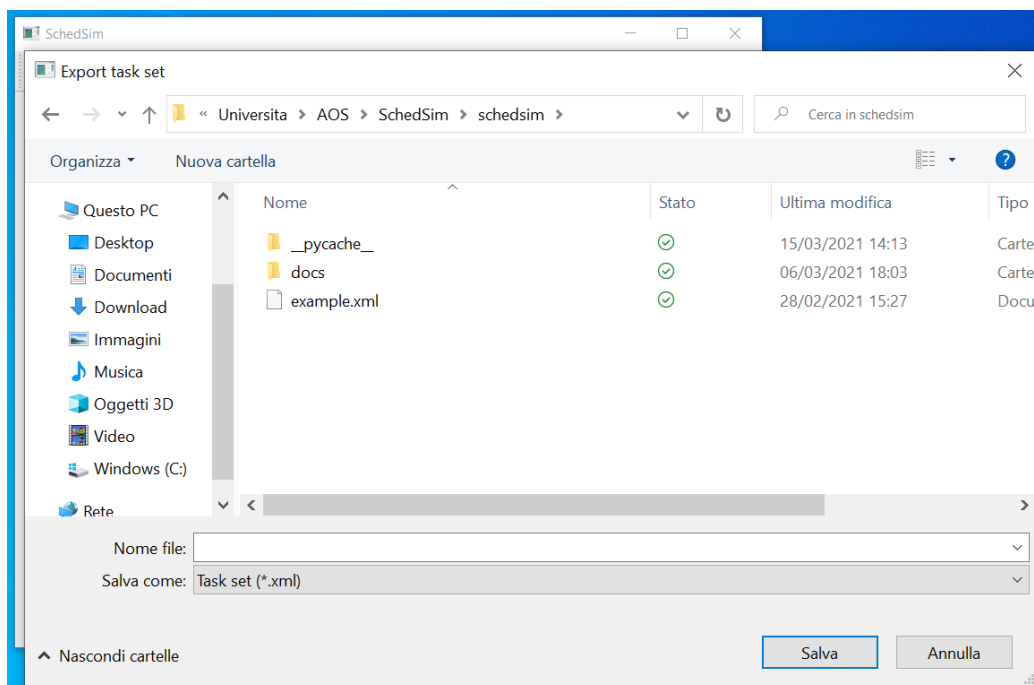 SchedSim
Export task set
« Universita > AOS > SchedSim > schedsim >
Cerca in schedsim
Organizza
Nuova cartella
?
Questo PC
Desktop
Documenti
Download
Immagini
Musica
Oggetti 3D
Video
Windows (C:)
Rete
Nome Stato Ultima modifica Tipo
__pycache__ 15/03/2021 14:13 Carte
docs 06/03/2021 18:03 Carte
example.xml 28/02/2021 15:27 Docu
Nome file:
Salva come: Task set (*.xml)
Nascondi cartelle
Salva
Annulla